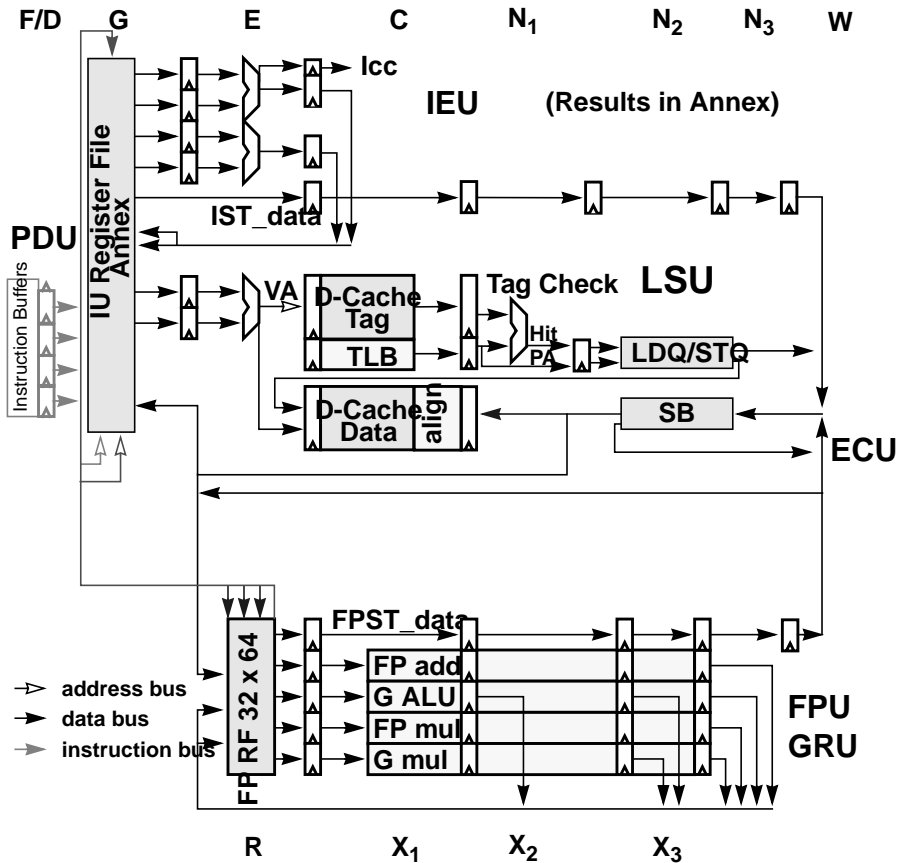 F/D G E C N1 N2 N3 W
Icc
IEU (Results in Annex)
IST_data
PDU
IU Register File
Annex
Instruction Buffers
VA
D-Cache
Tag
TLB
Tag Check
LSU
Hit
PA
LDQ/STQ
D-Cache
Data
align
SB
ECU
FPST_data
FP RF 32 x 64
FP add
G ALU
FP mul
G mul
FPU
GRU
address bus
data bus
instruction bus
R X1 X2 X3